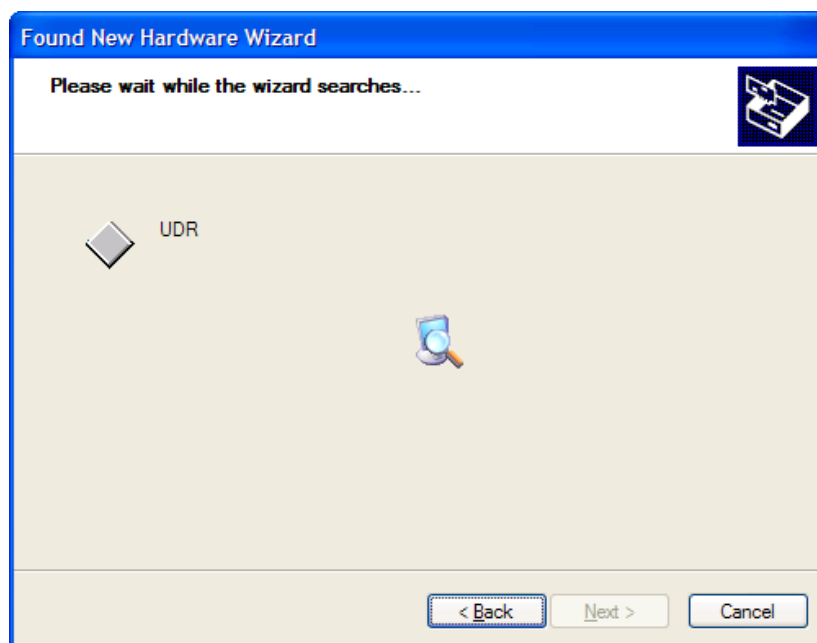 Found New Hardware Wizard
Please wait while the wizard searches...
UDR
< Back Next > Cancel